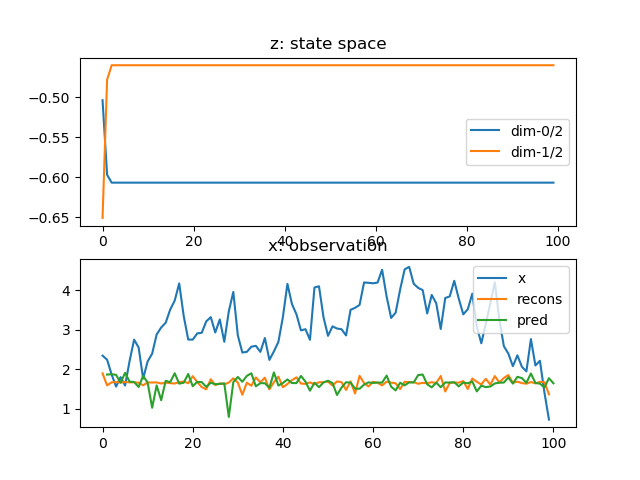 z: state space
−0.50
−0.55
−0.60
−0.65
dim-0/2
dim-1/2
0 20 40 60 80 100
x: observation
4
3
2
1
x
recons
pred
0 20 40 60 80 100